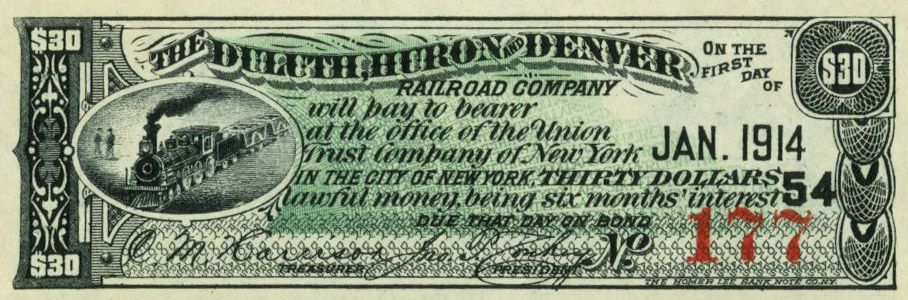 $30
THE DULUTH, HURON AND DENVER
RAILROAD COMPANY
ON THE
FIRST
DAY
OF
$30
will pay to bearer
at the office of the Union
Trust Company of New York
JAN. 1914
IN THE CITY OF NEW YORK, THIRTY DOLLARS
lawful money, being six months' interest
54
DUE THAT DAY ON BOND
No 177
O. M. Harrison
TREASURER
PRESIDENT
$30
THE HOMER LEE BANK NOTE CO. NY.